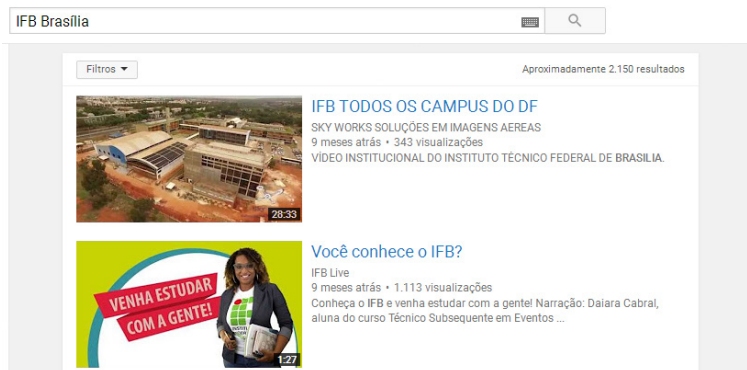 IFB Brasília
Filtros
Aproximadamente 2.150 resultados
IFB TODOS OS CAMPUS DO DF
SKY WORKS SOLUÇÕES EM IMAGENS AEREAS
9 meses atrás • 343 visualizações
VÍDEO INSTITUCIONAL DO INSTITUTO TÉCNICO FEDERAL DE BRASILIA.
28:33
Você conhece o IFB?
IFB Live
9 meses atrás • 1.113 visualizações
Conheça o IFB e venha estudar com a gente! Narração: Daiara Cabral,
aluna do curso Técnico Subsequente em Eventos ...
VENHA ESTUDAR
COM A GENTE!
1:27